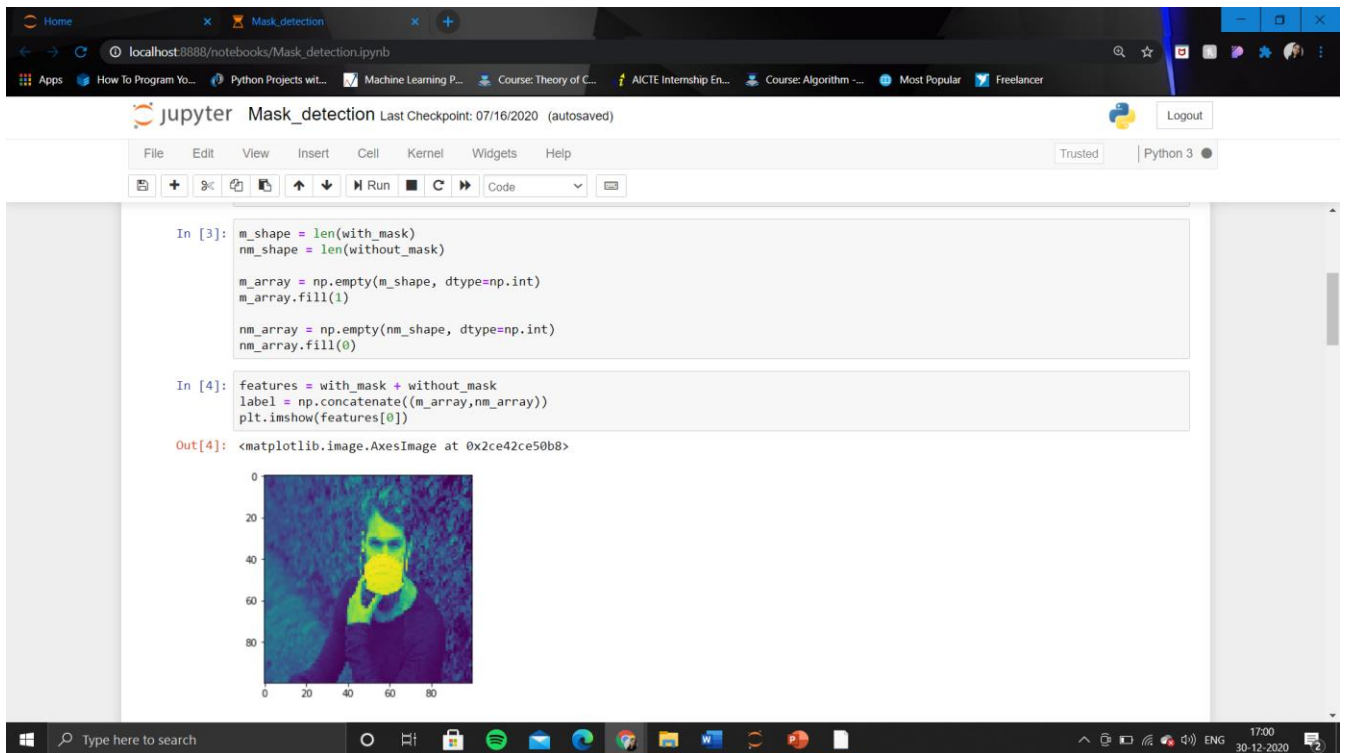 Home
Mask_detection
localhost:8888/notebooks/Mask_detection.ipynb
Apps How To Program Yo... Python Projects wit... Machine Learning P... Course: Theory of C... AICTE Internship En... Course: Algorithm -... Most Popular Freelancer
jupyter Mask_detection Last Checkpoint: 07/16/2020 (autosaved)
Logout
File Edit View Insert Cell Kernel Widgets Help
Trusted Python 3
Run Code
In [3]: m_shape = len(with_mask)
nm_shape = len(without_mask)
m_array = np.empty(m_shape, dtype=np.int)
m_array.fill(1)
nm_array = np.empty(nm_shape, dtype=np.int)
nm_array.fill(0)
In [4]: features = with_mask + without_mask
label = np.concatenate((m_array,nm_array))
plt.imshow(features[0])
Out[4]: <matplotlib.image.AxesImage at 0x2ce42ce50b8>
0
20
40
60
80
0 20 40 60 80
Type here to search
ENG
17:00
30-12-2020
2